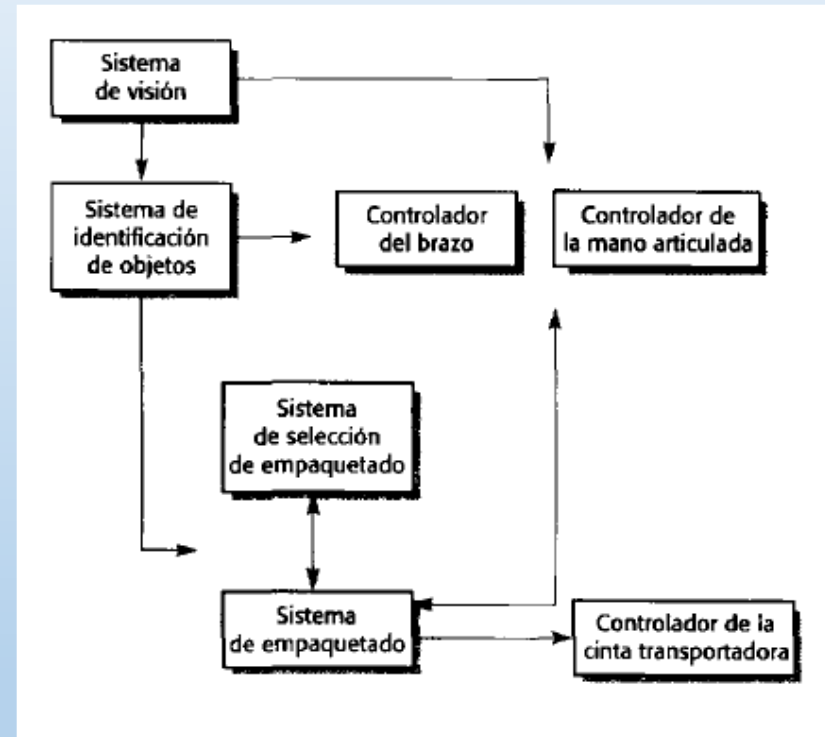 Sistema
de visión
Sistema de
identificación
de objetos
Controlador
del brazo
Controlador de
la mano articulada
Sistema
de selección
de empaquetado
Sistema
de empaquetado
Controlador de la
cinta transportadora